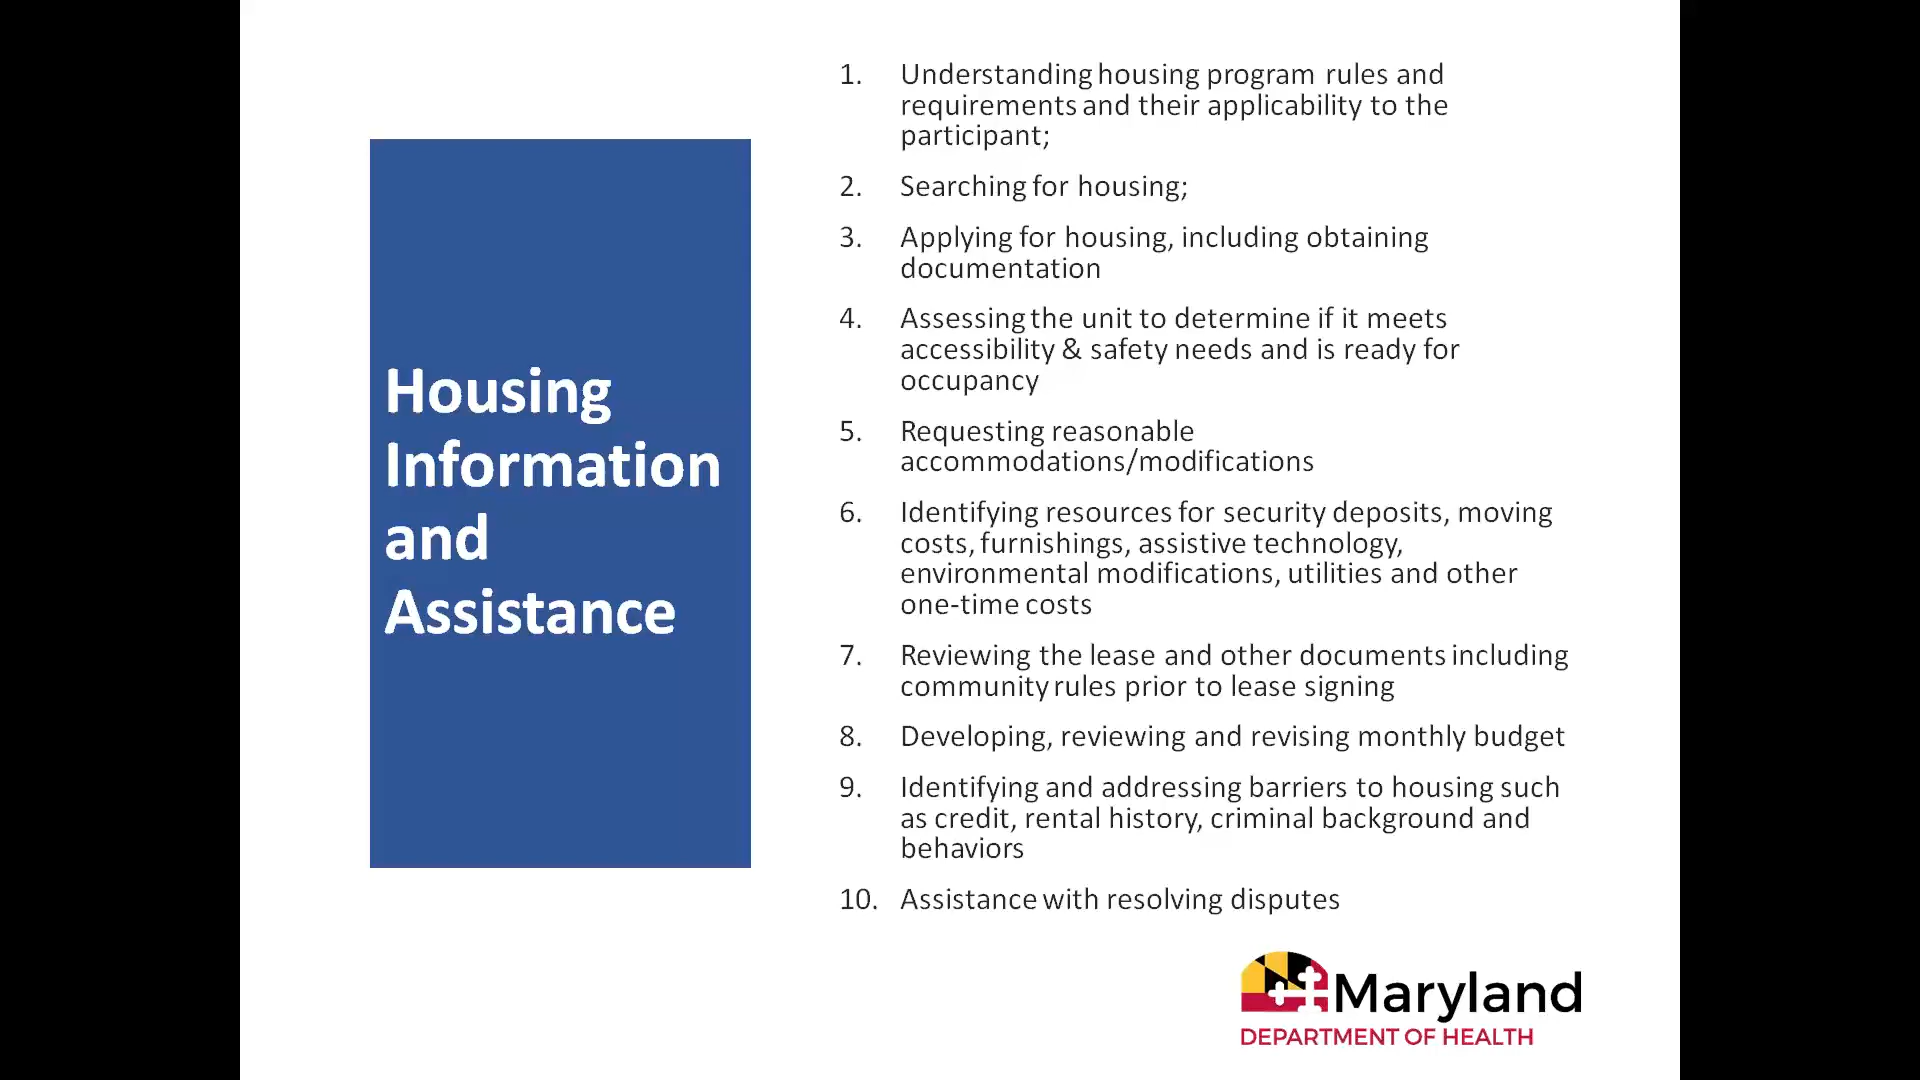 Housing
Information
and
Assistance
1. Understanding housing program rules and
requirements and their applicability to the
participant;
2. Searching for housing;
3. Applying for housing, including obtaining
documentation
4. Assessing the unit to determine if it meets
accessibility & safety needs and is ready for
occupancy
5. Requesting reasonable
accommodations/modifications
6. Identifying resources for security deposits, moving
costs, furnishings, assistive technology,
environmental modifications, utilities and other
one-time costs
7. Reviewing the lease and other documents including
community rules prior to lease signing
8. Developing, reviewing and revising monthly budget
9. Identifying and addressing barriers to housing such
as credit, rental history, criminal background and
behaviors
10. Assistance with resolving disputes
Maryland
DEPARTMENT OF HEALTH